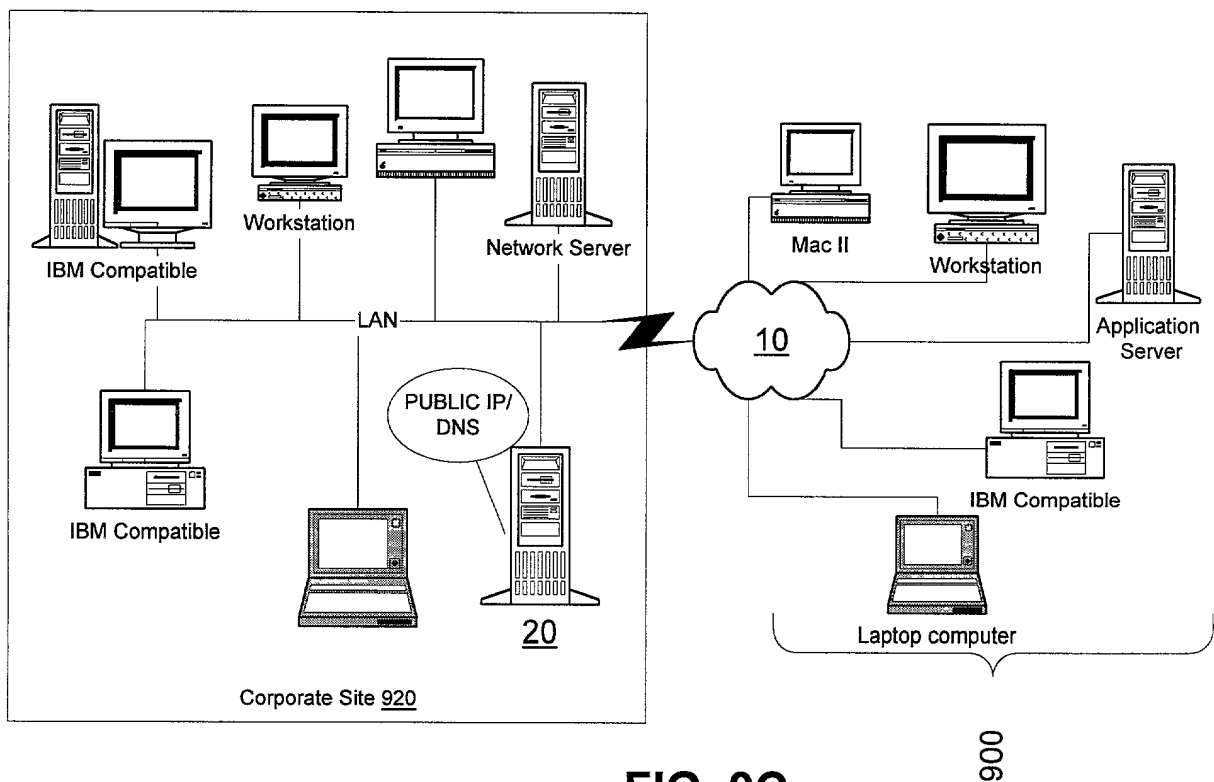 IBM Compatible
Workstation
Network Server
LAN
IBM Compatible
PUBLIC IP/
DNS
20
Corporate Site 920
10
Mac II
Workstation
Application
Server
IBM Compatible
Laptop computer
900